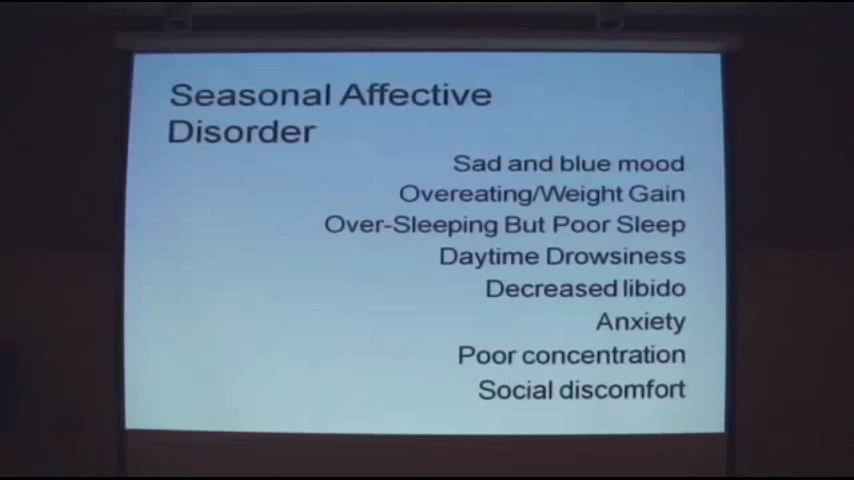 Seasonal Affective
Disorder
Sad and blue mood
Overeating/Weight Gain
Over-Sleeping But Poor Sleep
Daytime Drowsiness
Decreased libido
Anxiety
Poor concentration
Social discomfort